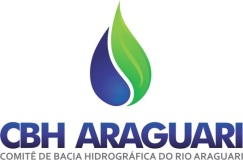 CBH ARAGUARI
COMITÊ DE BACIA HIDROGRÁFICA DO RIO ARAGUARI